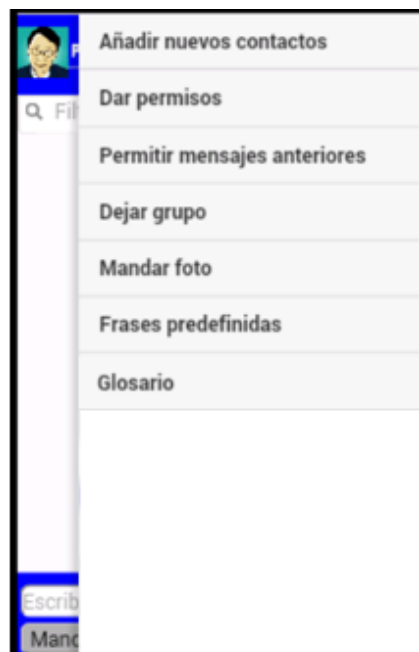 Añadir nuevos contactos
Dar permisos
Permitir mensajes anteriores
Dejar grupo
Mandar foto
Frases predefinidas
Glosario